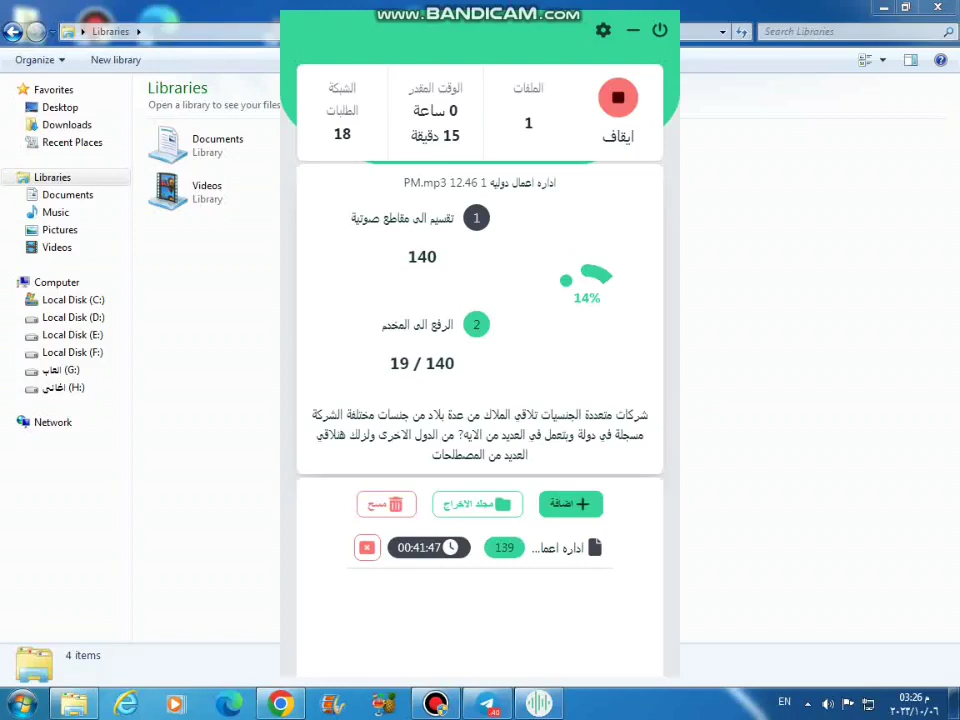 WWW.BANDICAM.COM
Libraries
Search Libraries
Organize
New library
Favorites
Desktop
Downloads
Recent Places
Libraries
Documents
Music
Pictures
Videos
Computer
Local Disk (C:)
Local Disk (D:)
Local Disk (E:)
Local Disk (F:)
العاب (G:)
اغانى (H:)
Network
Libraries
Open a library to see your files
Documents
Library
Videos
Library
ايقاف
الملفات
1
الوقت المقدر
0 ساعة
15 دقيقة
الشبكة
الطلبات
18
اداره اعمال دوليه 1 12.46 PM.mp3
1
تقسيم الى مقاطع صوتية
140
14%
2
الرفع الى المخدم
19 / 140
شركات متعددة الجنسيات تلاقي الملاك من عدة بلاد من جنسات مختلفة الشركة
مسجلة في دولة وبتعمل في العديد من الايه? من الدول الاخرى ولزلك هنلاقي
العديد من المصطلحات
اضافة
مجلد الاخراج
مسح
اداره اعما...
139
00:41:47
4 items
40
EN
03:26 م
٢٠٢٣/١٠/٠٦